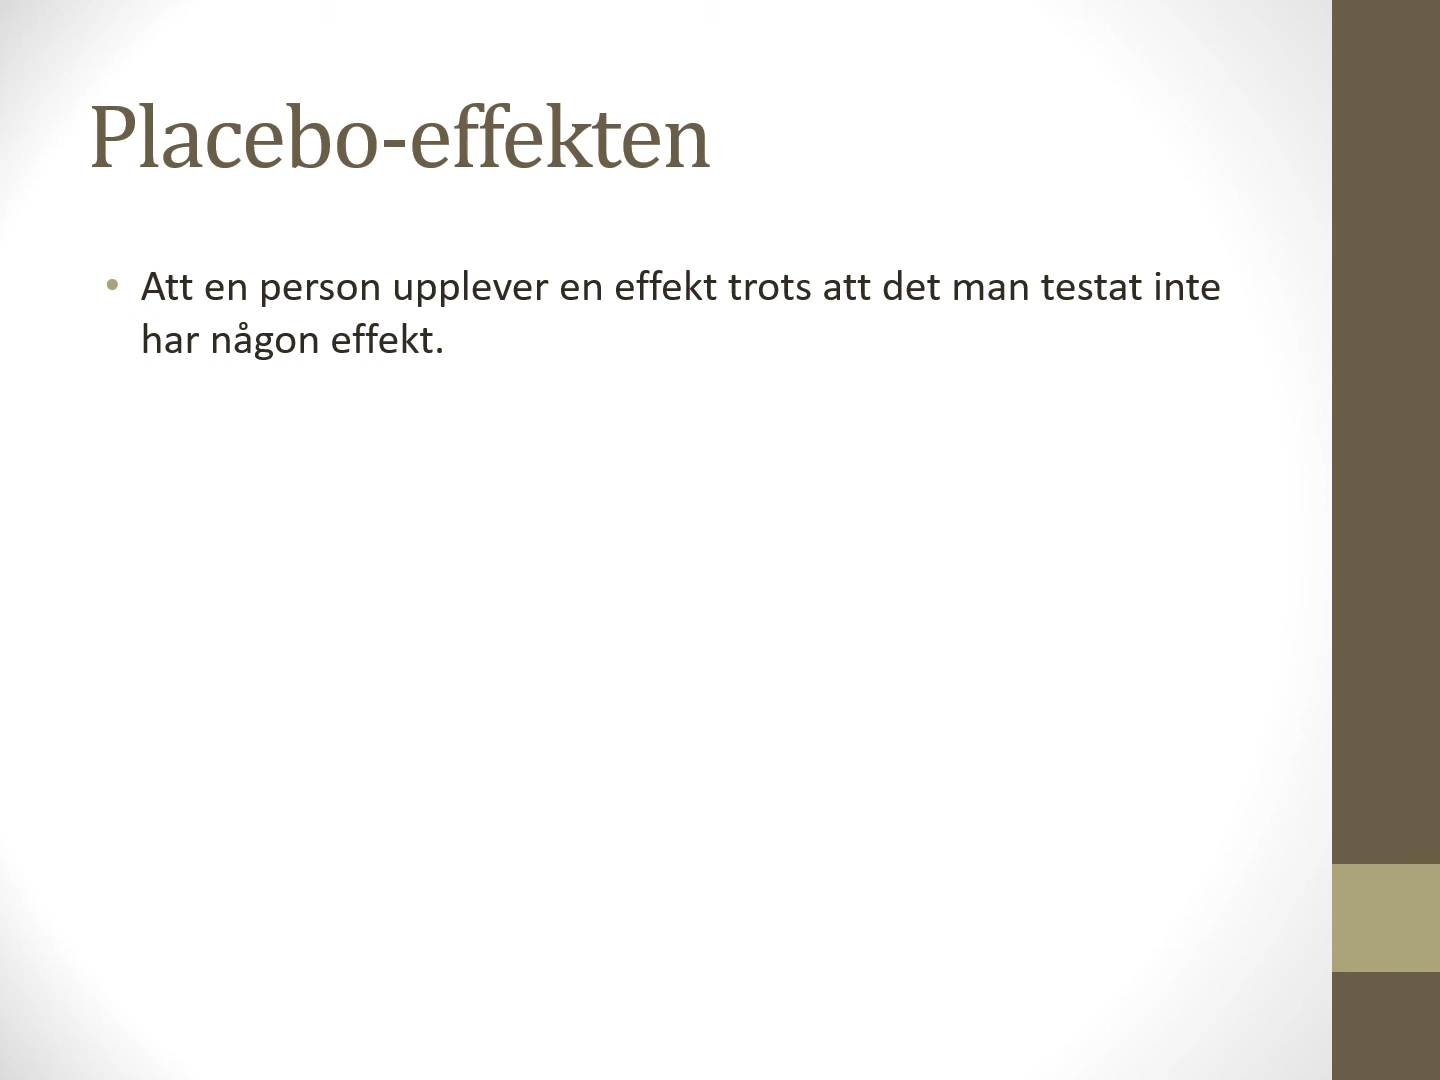 Placebo-effekten
• Att en person upplever en effekt trots att det man testat inte
har någon effekt.